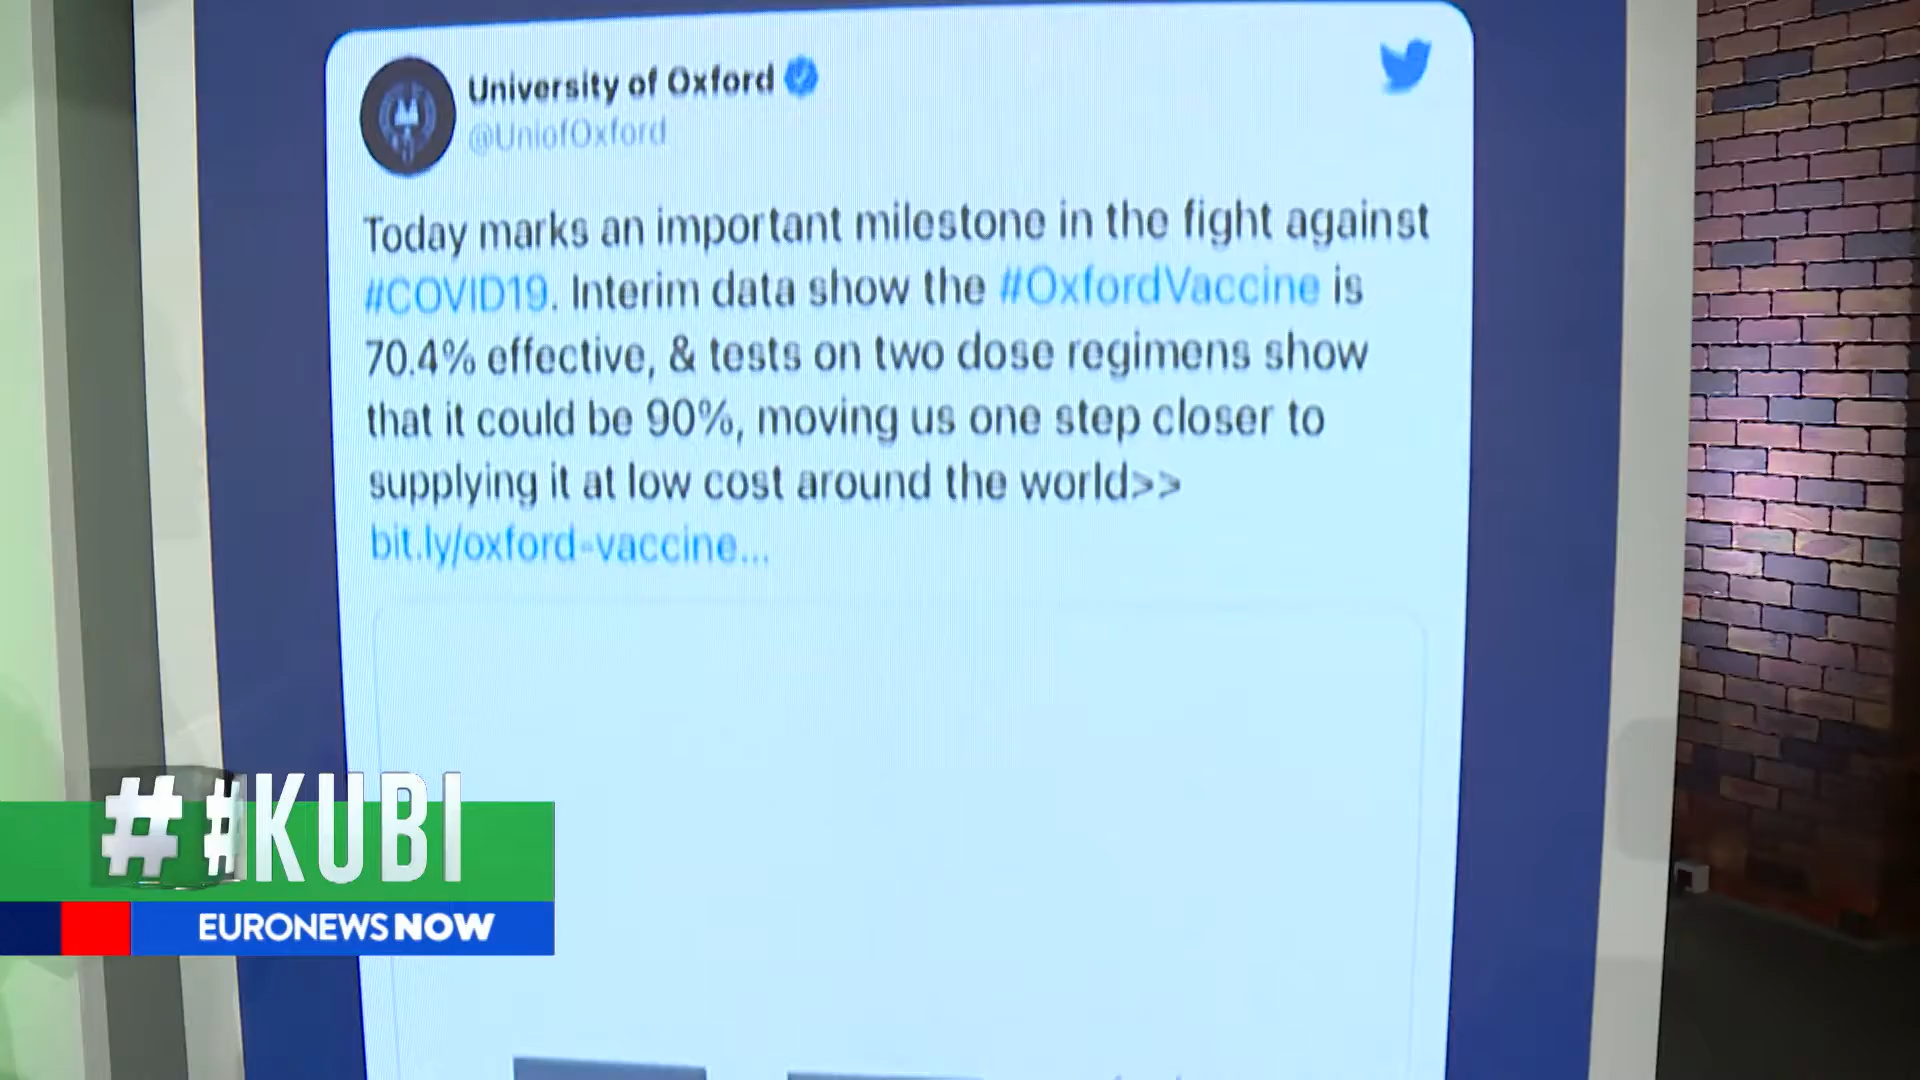 University of Oxford
@UniofOxford
Today marks an important milestone in the fight against
#COVID19. Interim data show the #OxfordVaccine is
70.4% effective, & tests on two dose regimens show
that it could be 90%, moving us one step closer to
supplying it at low cost around the world>>
bit.ly/oxford-vaccine...
# #KUBI
EURONEWS NOW